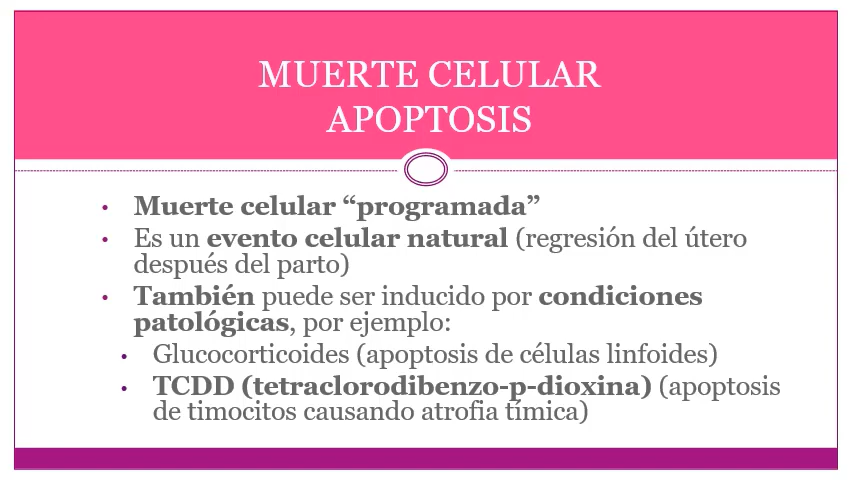 MUERTE CELULAR
APOPTOSIS
• Muerte celular “programada”
• Es un evento celular natural (regresión del útero
después del parto)
• También puede ser inducido por condiciones
patológicas, por ejemplo:
• Glucocorticoides (apoptosis de células linfoides)
• TCDD (tetraclorodibenzo-p-dioxina) (apoptosis
de timocitos causando atrofia tímica)